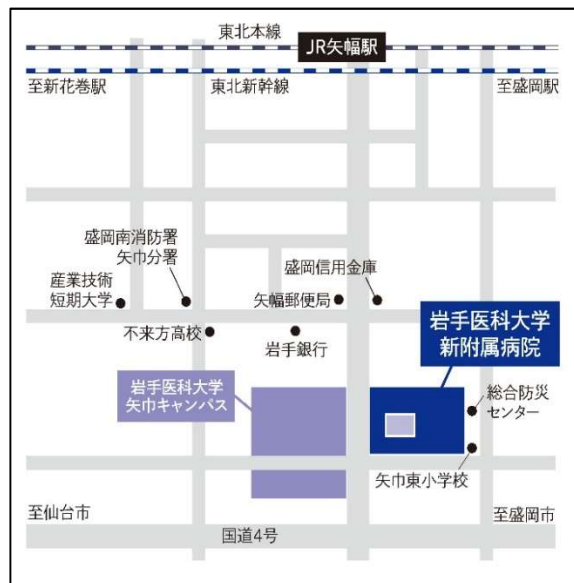 東北本線
JR矢幅駅
至新花巻駅
東北新幹線
至盛岡駅
盛岡南消防署
矢巾分署
盛岡信用金庫
産業技術
短期大学
矢幅郵便局
不来方高校
岩手銀行
岩手医科大学
新附属病院
岩手医科大学
矢巾キャンパス
総合防災
センター
矢巾東小学校
至仙台市
至盛岡市
国道4号